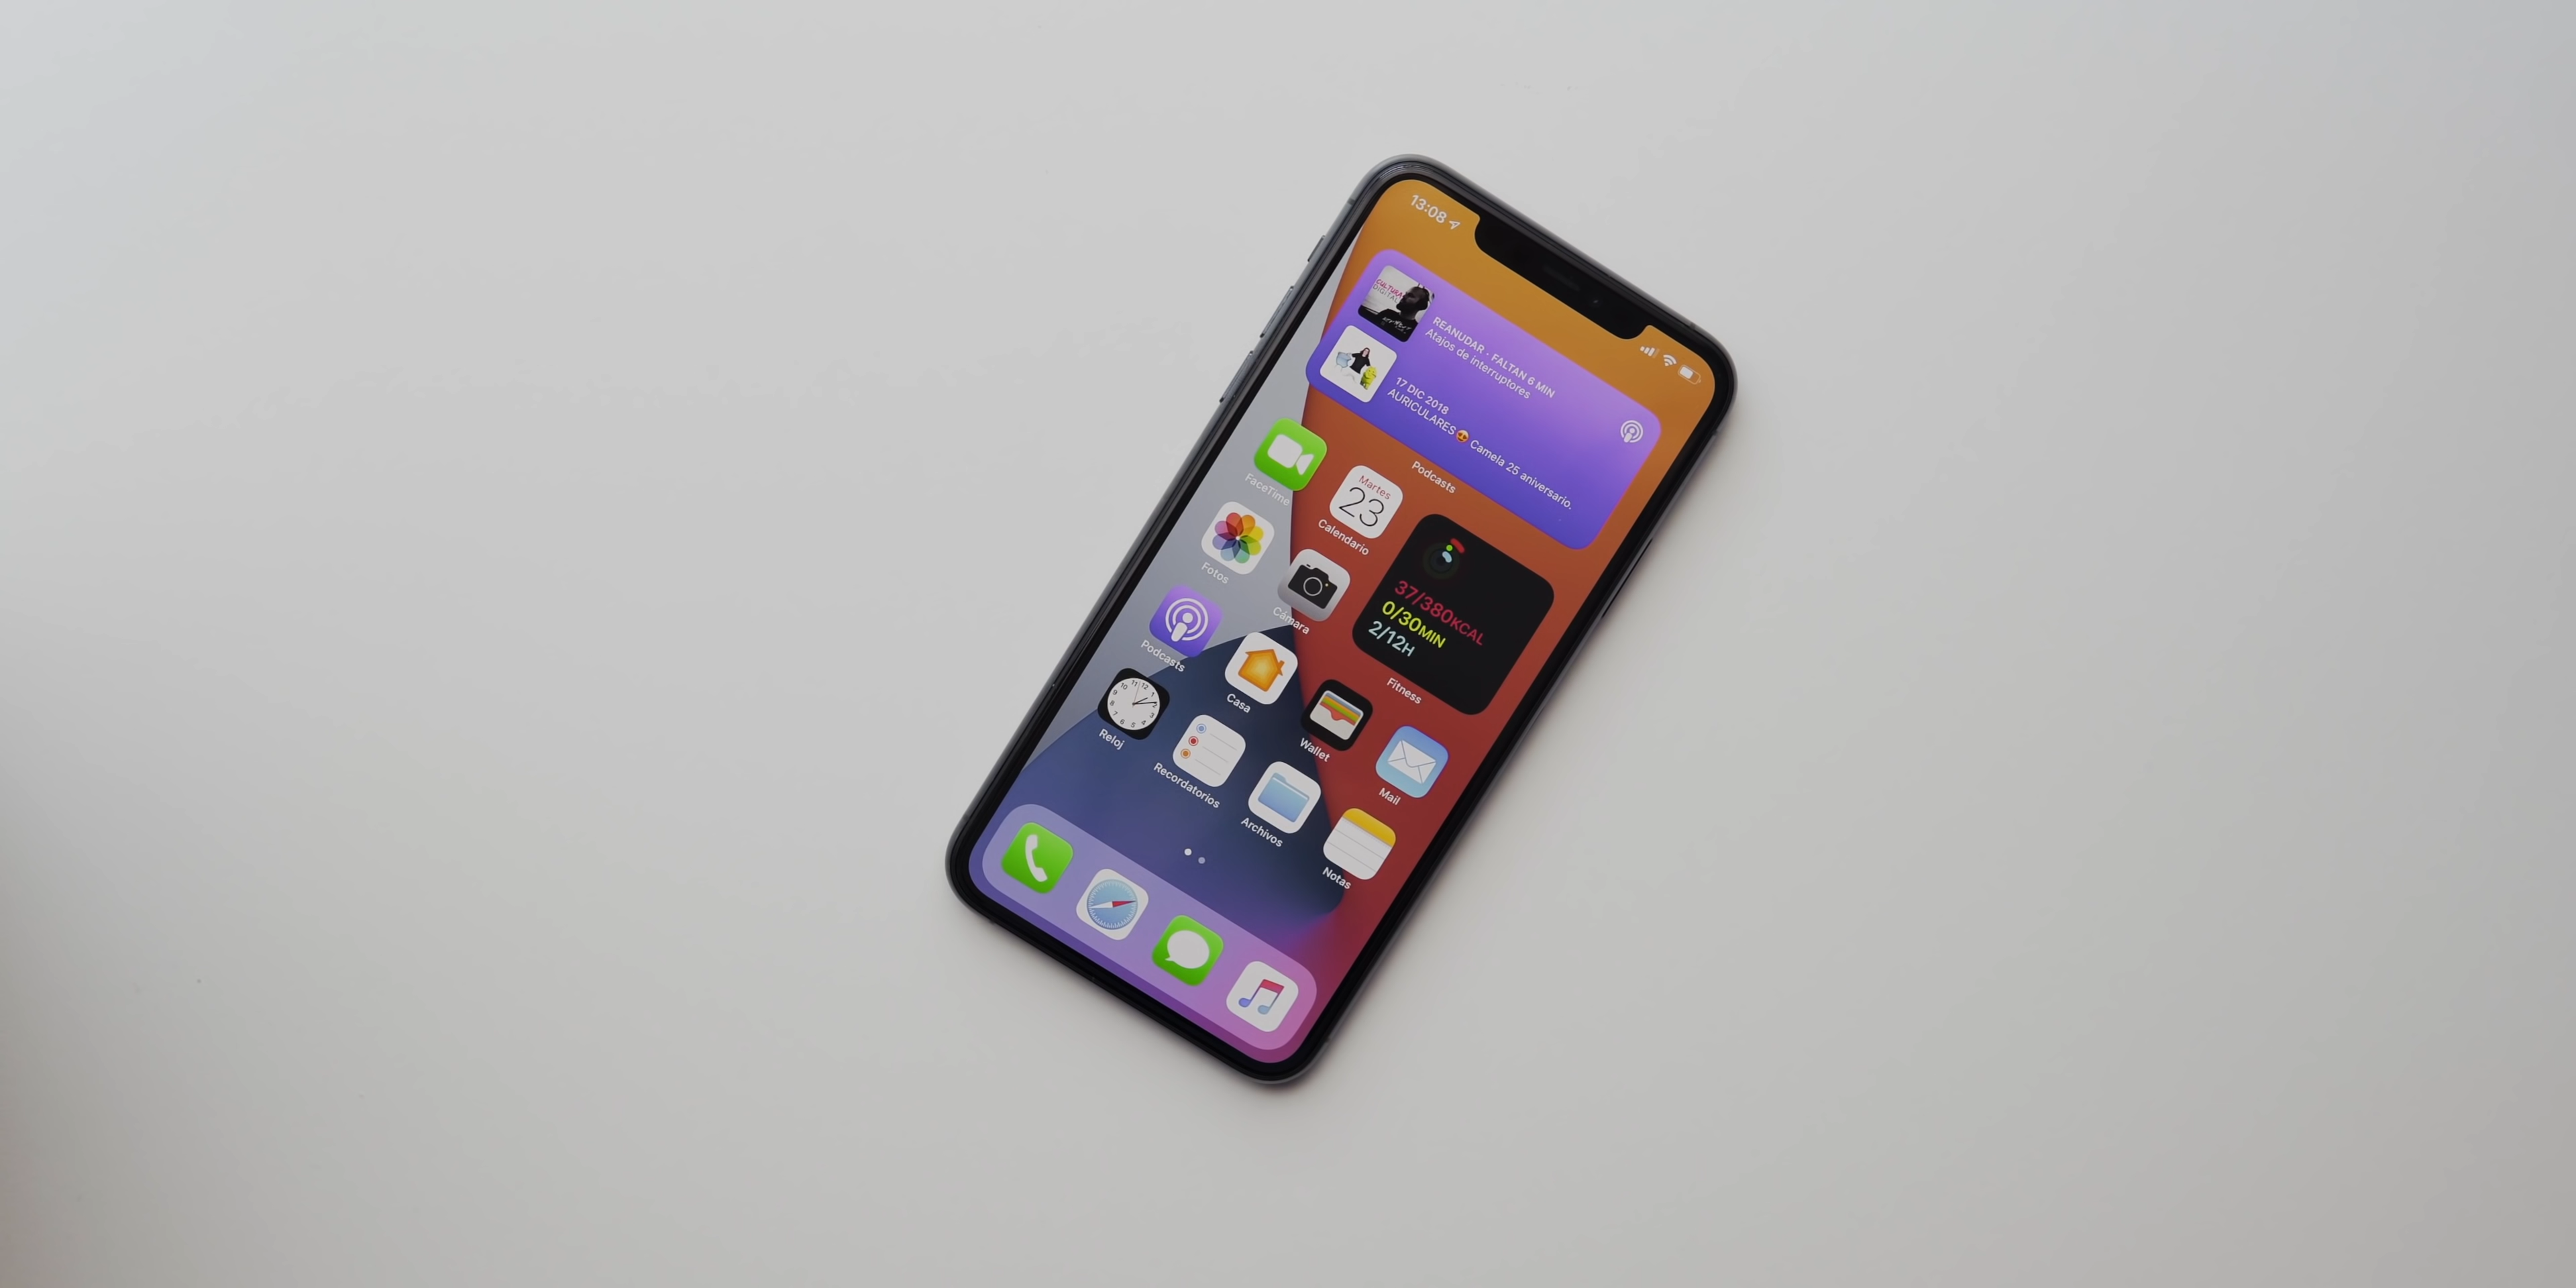 13:08
CULTURA
DIGITAL
REANUDAR · FALTAN 6 MIN
Atajos de interruptores
17 DIC 2018
AURICULARES😍 Camela 25 aniversario.
Podcasts
FaceTime
Martes
23
Calendario
Fotos
Cámara
37/380KCAL
0/30MIN
2/12H
Fitness
Podcasts
Casa
Wallet
Mail
Reloj
Recordatorios
Archivos
Notas